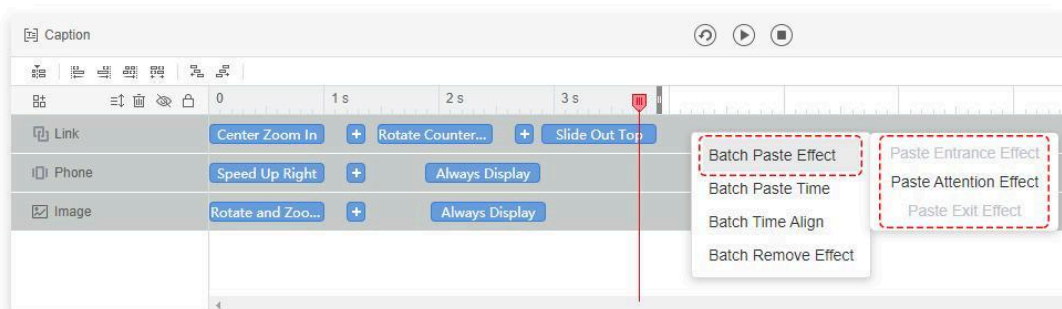 Caption
0 1 s 2 s 3 s
Link Center Zoom In Rotate Counter... Slide Out Top
Phone Speed Up Right Always Display
Image Rotate and Zoo... Always Display
Batch Paste Effect
Batch Paste Time
Batch Time Align
Batch Remove Effect
Paste Entrance Effect
Paste Attention Effect
Paste Exit Effect